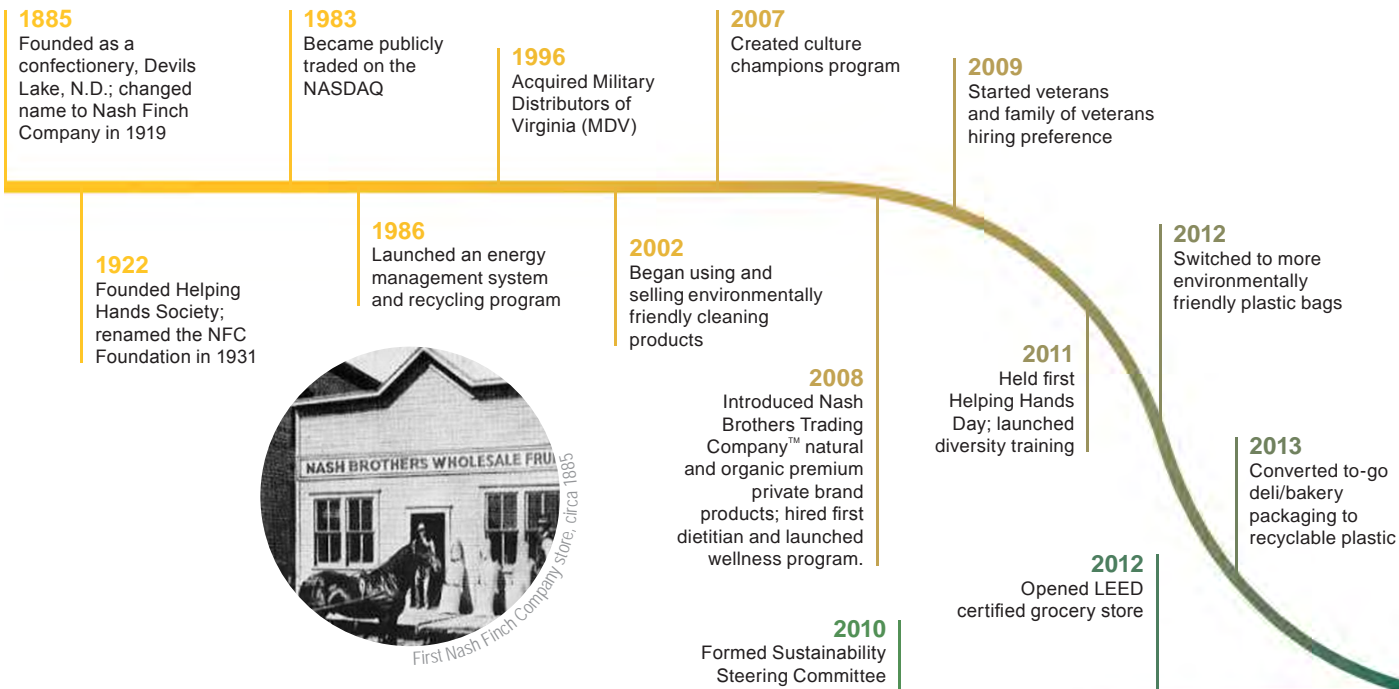 1885
Founded as a
confectionery, Devils
Lake, N.D.; changed
name to Nash Finch
Company in 1919
1983
Became publicly
traded on the
NASDAQ
1996
Acquired Military
Distributors of
Virginia (MDV)
2007
Created culture
champions program
2009
Started veterans
and family of veterans
hiring preference
1922
Founded Helping
Hands Society;
renamed the NFC
Foundation in 1931
1986
Launched an energy
management system
and recycling program
2002
Began using and
selling environmentally
friendly cleaning
products
2012
Switched to more
environmentally
friendly plastic bags
2008
Introduced Nash
Brothers Trading
Company™ natural
and organic premium
private brand
products; hired first
dietitian and launched
wellness program.
2011
Held first
Helping Hands
Day; launched
diversity training
2013
Converted to-go
deli/bakery
packaging to
recyclable plastic
NASH BROTHERS WHOLESALE FRU
First Nash Finch Company store, circa 1885
2012
Opened LEED
certified grocery store
2010
Formed Sustainability
Steering Committee